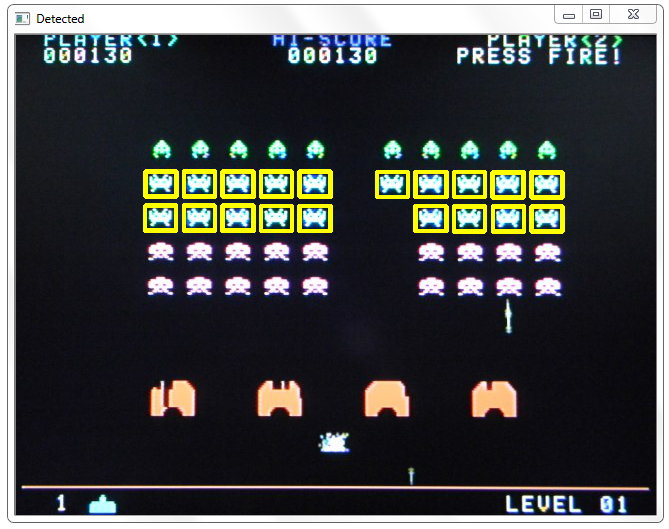 Detected
PLAYER<1> HI-SCORE PLAYER<2>
000130 000130 PRESS FIRE!
1 LEVEL 01